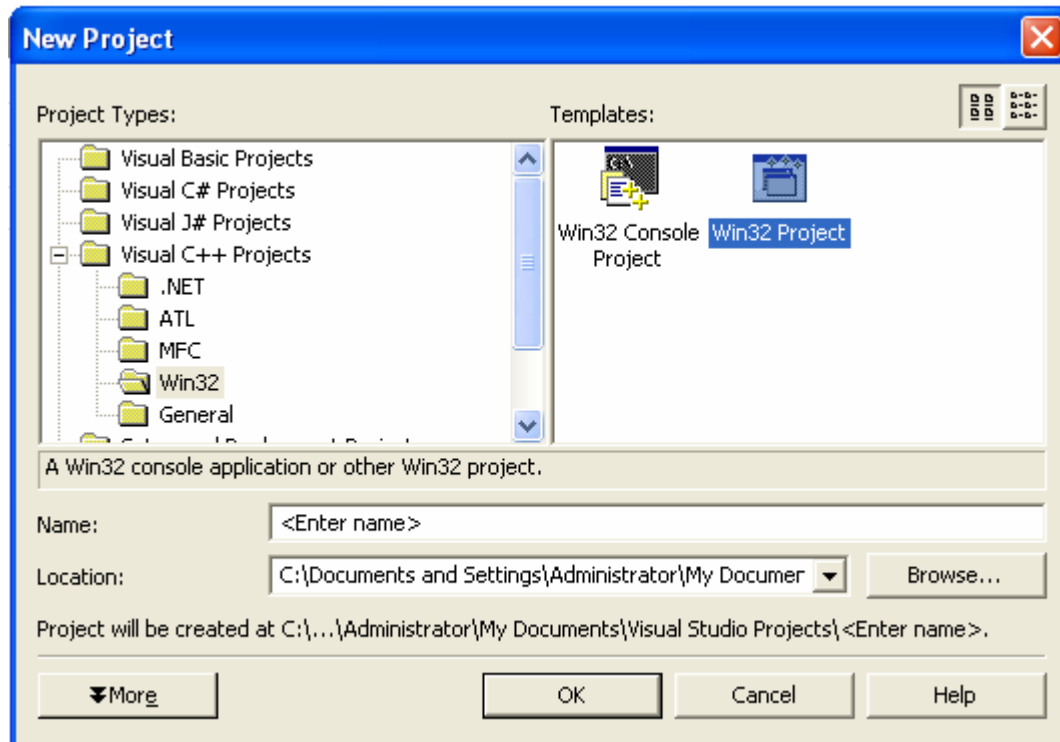 New Project
Project Types:
Templates:
Visual Basic Projects
Visual C# Projects
Visual J# Projects
Visual C++ Projects
.NET
ATL
MFC
Win32
General
Win32 Console
Project
Win32 Project
A Win32 console application or other Win32 project.
Name:
<Enter name>
Location:
C:\Documents and Settings\Administrator\My Documer
Browse...
Project will be created at C:\...\Administrator\My Documents\Visual Studio Projects\<Enter name>.
More
OK
Cancel
Help